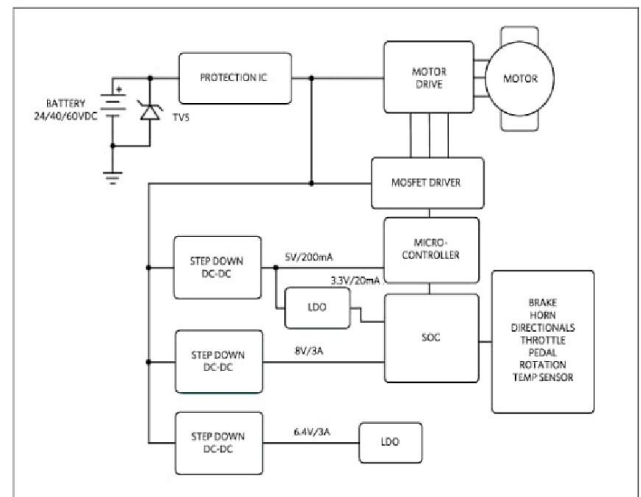 PROTECTION IC
MOTOR
DRIVE
MOTOR
BATTERY
24/40/60VDC
+
TVS
MOSFET DRIVER
MICRO-
CONTROLLER
STEP DOWN
DC-DC
5V/200mA
3.3V/20mA
LDO
SOC
BRAKE
HORN
DIRECTIONALS
THROTTLE
PEDAL
ROTATION
TEMP SENSOR
STEP DOWN
DC-DC
8V/3A
STEP DOWN
DC-DC
6.4V/3A
LDO